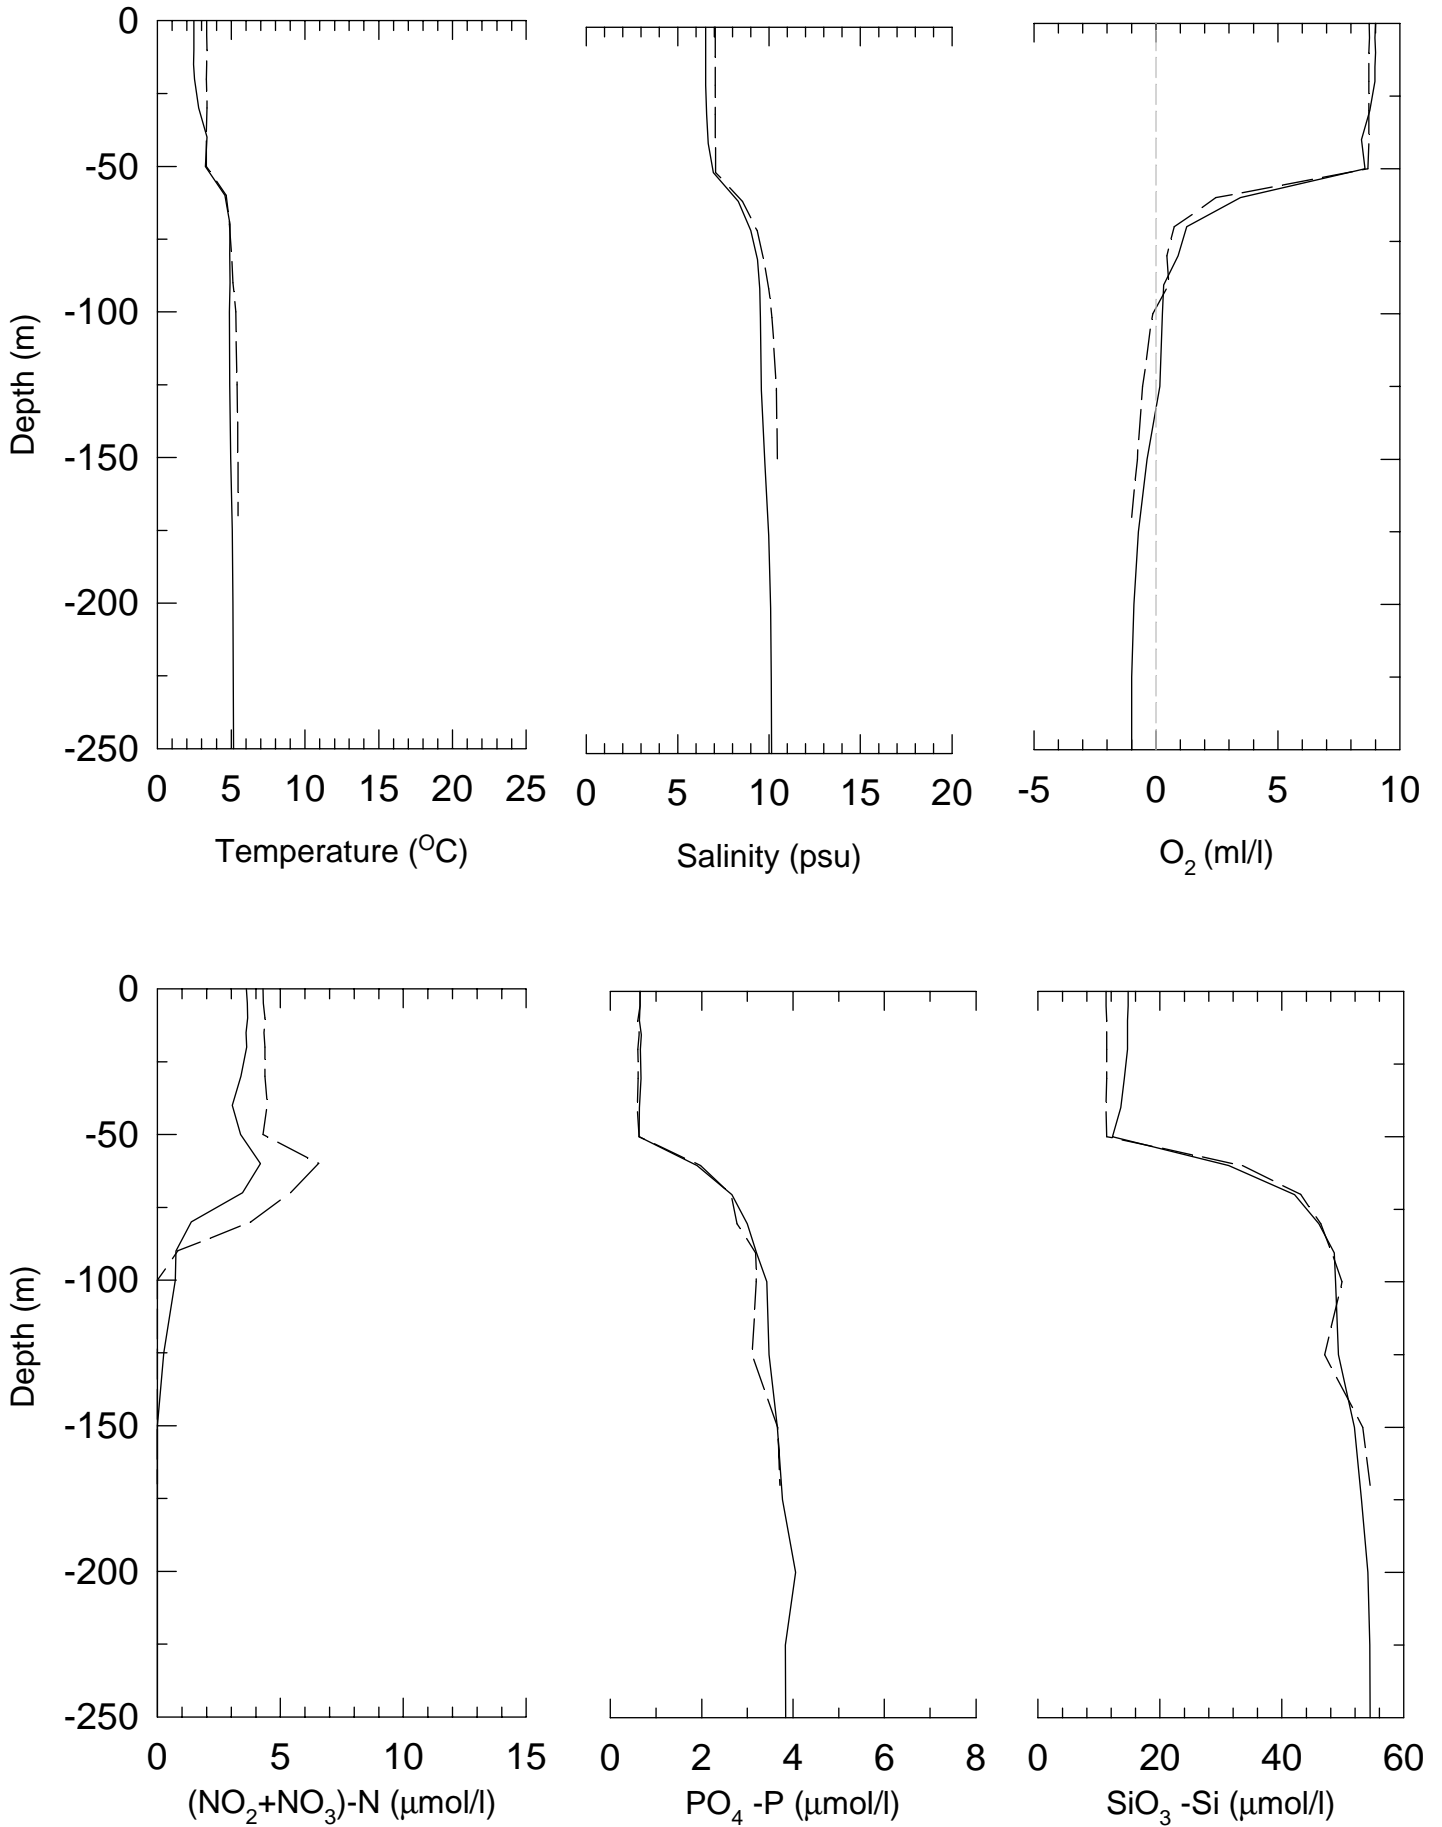 0
-50
-100
-150
-200
-250
Depth (m)
0 5 10 15 20 25
0 5 10 15 20
-5 0 5 10
Temperature (°C)
Salinity (psu)
O₂ (ml/l)
0
-50
-100
-150
-200
-250
Depth (m)
0 5 10 15
0 2 4 6 8
0 20 40 60
(NO₂+NO₃)-N (μmol/l)
PO₄ -P (μmol/l)
SiO₃ -Si (μmol/l)